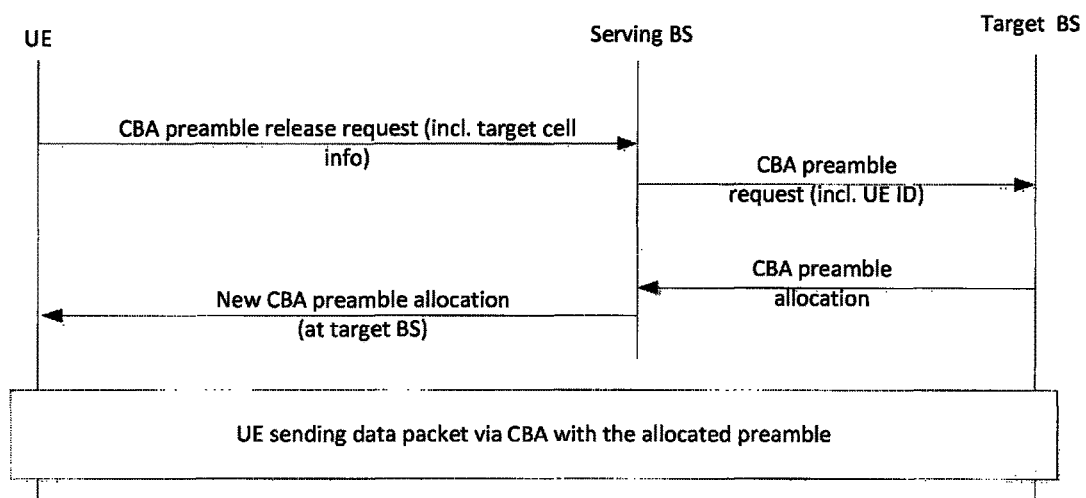 UE
Serving BS
Target BS
CBA preamble release request (incl. target cell
info)
CBA preamble
request (incl. UE ID)
CBA preamble
allocation
New CBA preamble allocation
(at target BS)
UE sending data packet via CBA with the allocated preamble